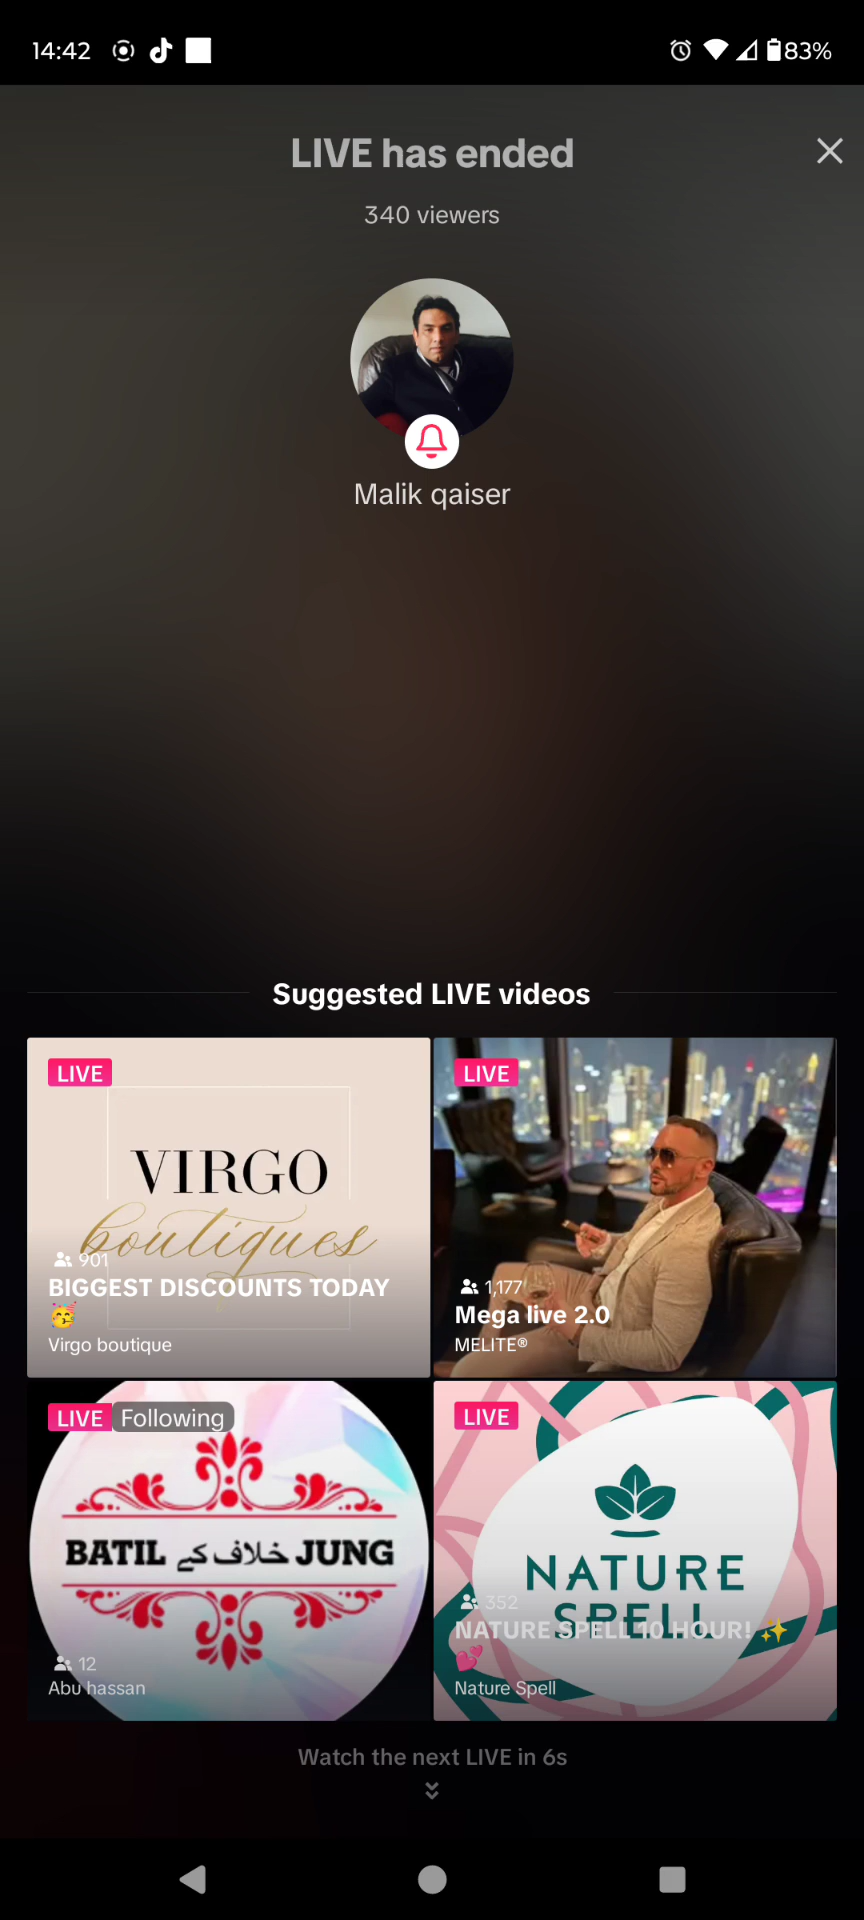 14:42
83%
LIVE has ended
340 viewers
Malik qaiser
Suggested LIVE videos
LIVE
VIRGO
boutiques
901
BIGGEST DISCOUNTS TODAY
🥳
Virgo boutique
LIVE
1,177
Mega live 2.0
MELITE®
LIVE Following
BATIL خلاف کے JUNG
12
Abu hassan
LIVE
NATURE
SPELL
352
NATURE SPELL 10 HOUR! ✨
💕
Nature Spell
Watch the next LIVE in 6s